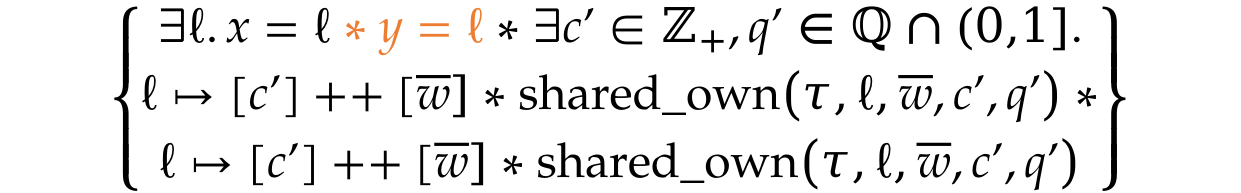 ∃ℓ. x = ℓ * y = ℓ * ∃c′ ∈ ℤ₊, q′ ∈ ℚ ∩ (0,1].
ℓ ↦ [c′] ++ [w̅] * shared_own(τ, ℓ, w̅, c′, q′) *
ℓ ↦ [c′] ++ [w̅] * shared_own(τ, ℓ, w̅, c′, q′)